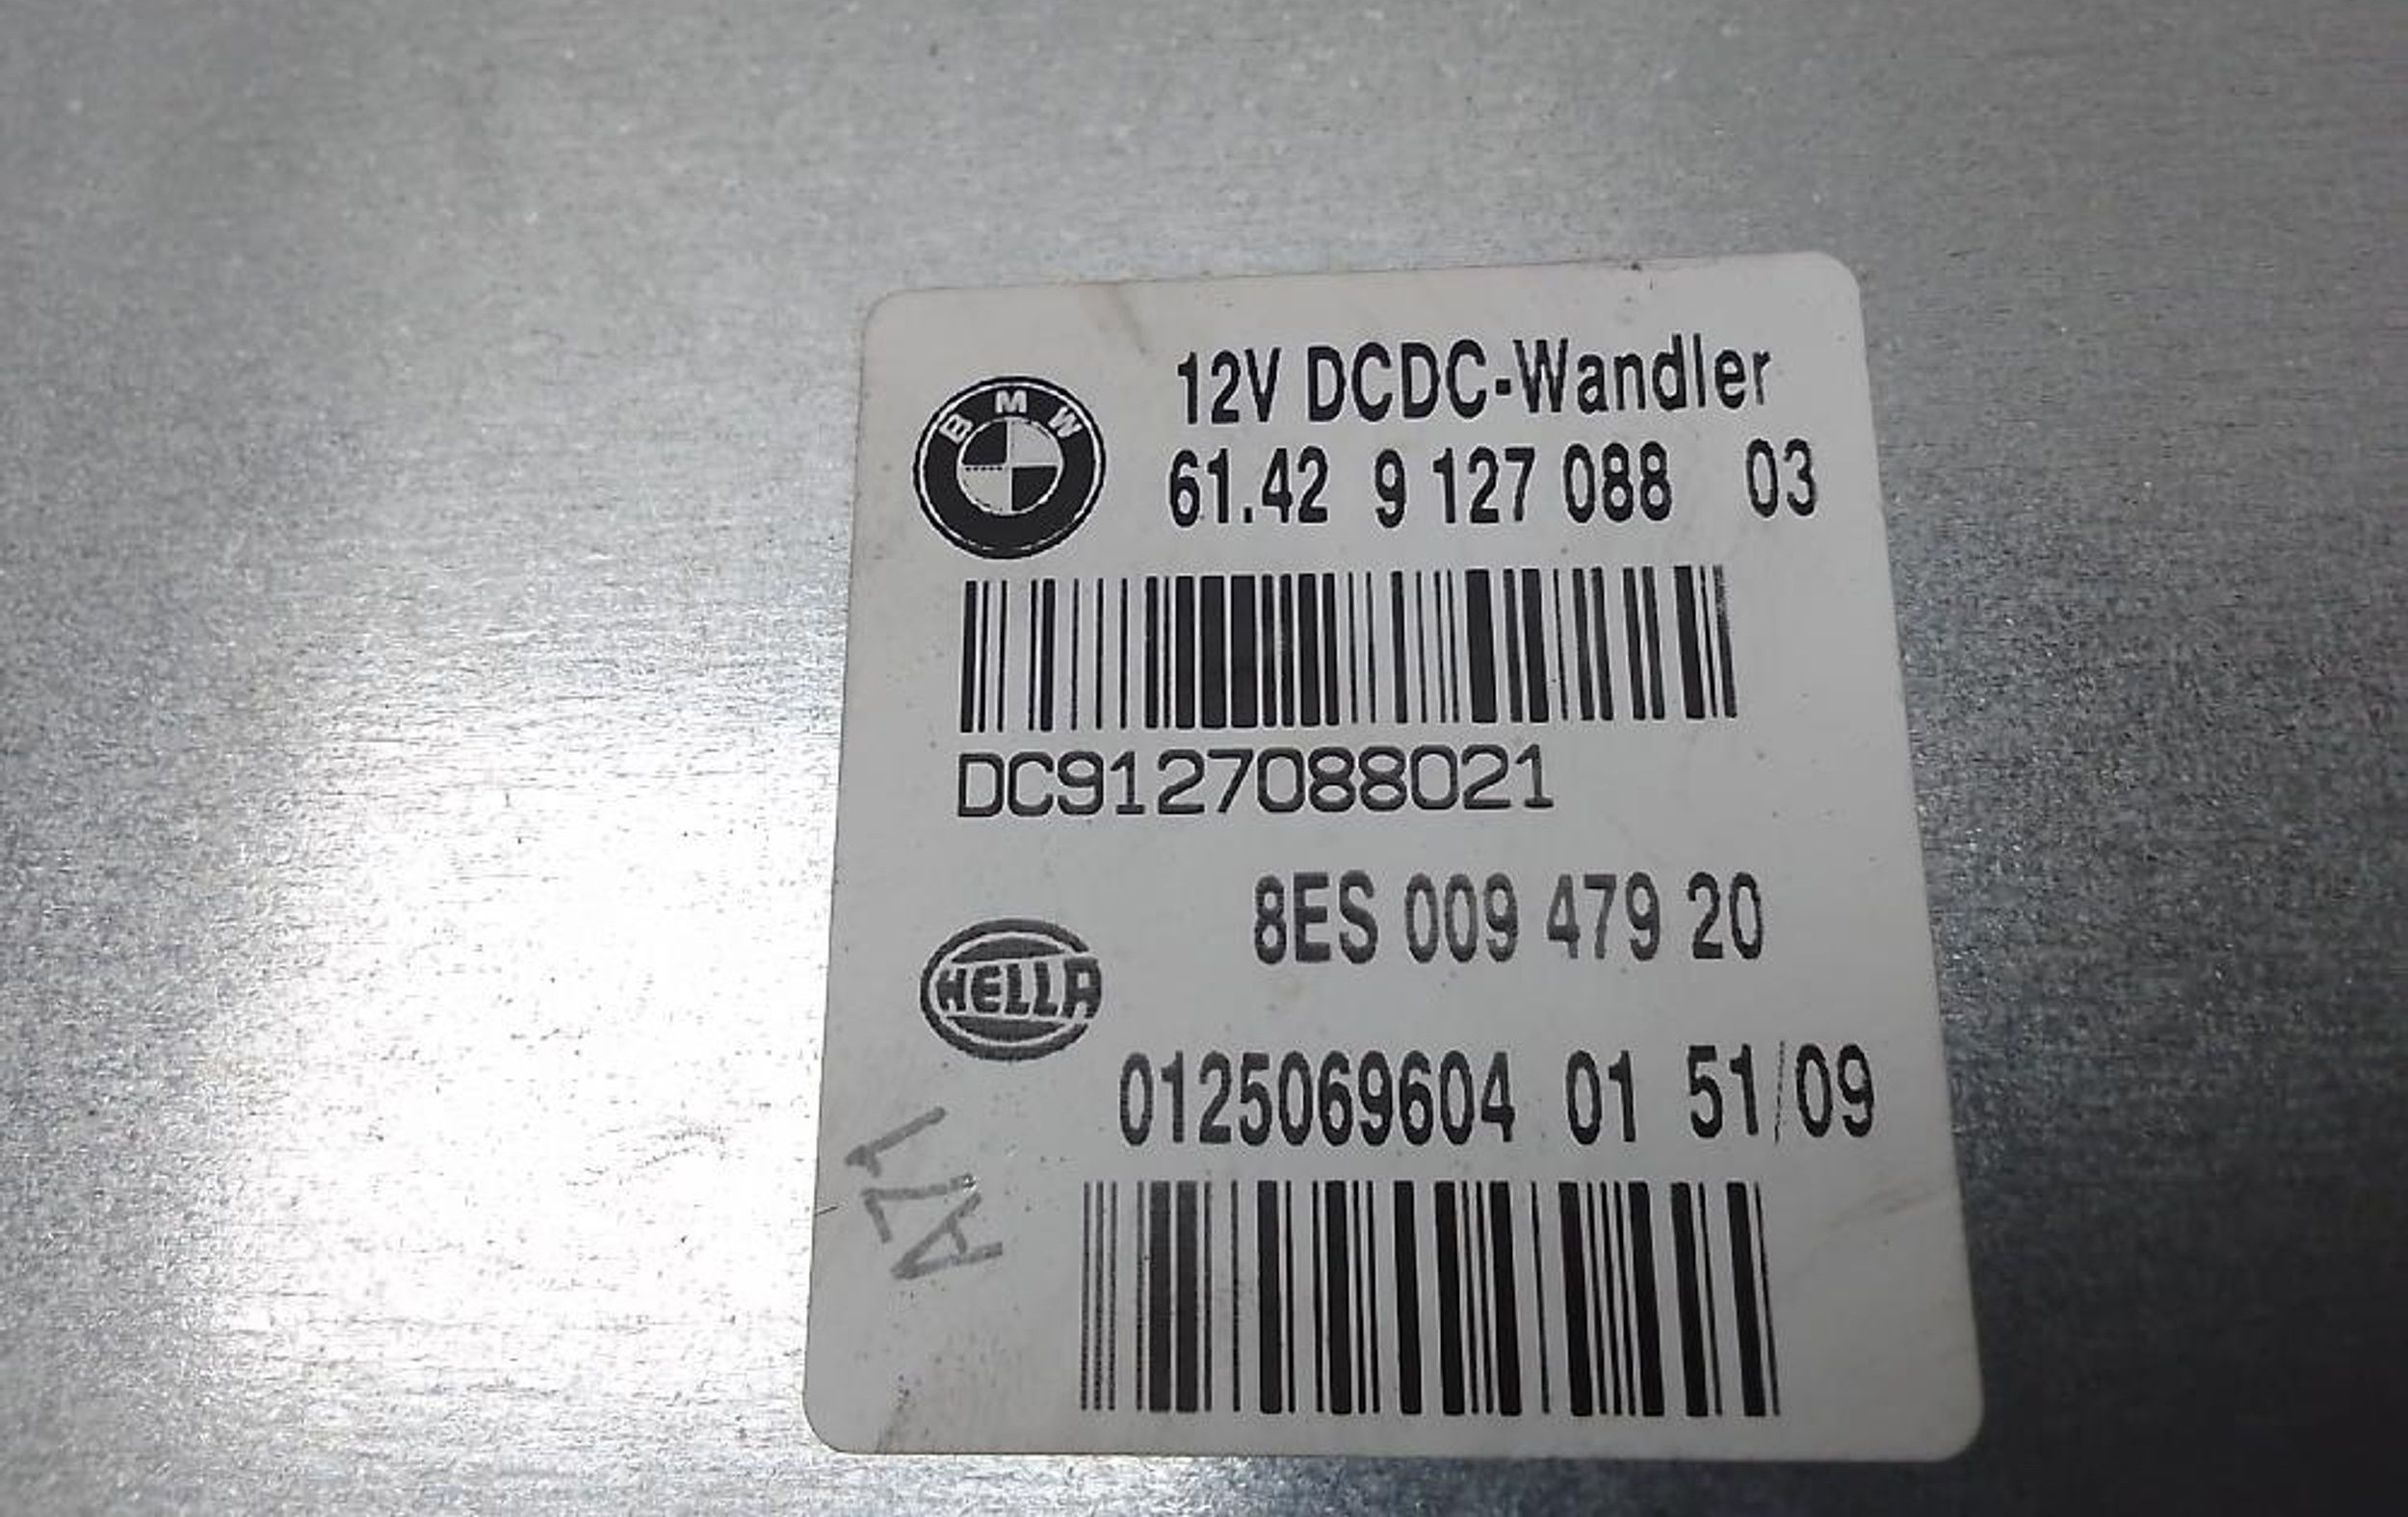 BMW
12V DCDC-Wandler
61.42 9 127 088 03
DC9127088021
8ES 009 479 20
HELLA
0125069604 01 51/09
AZ1